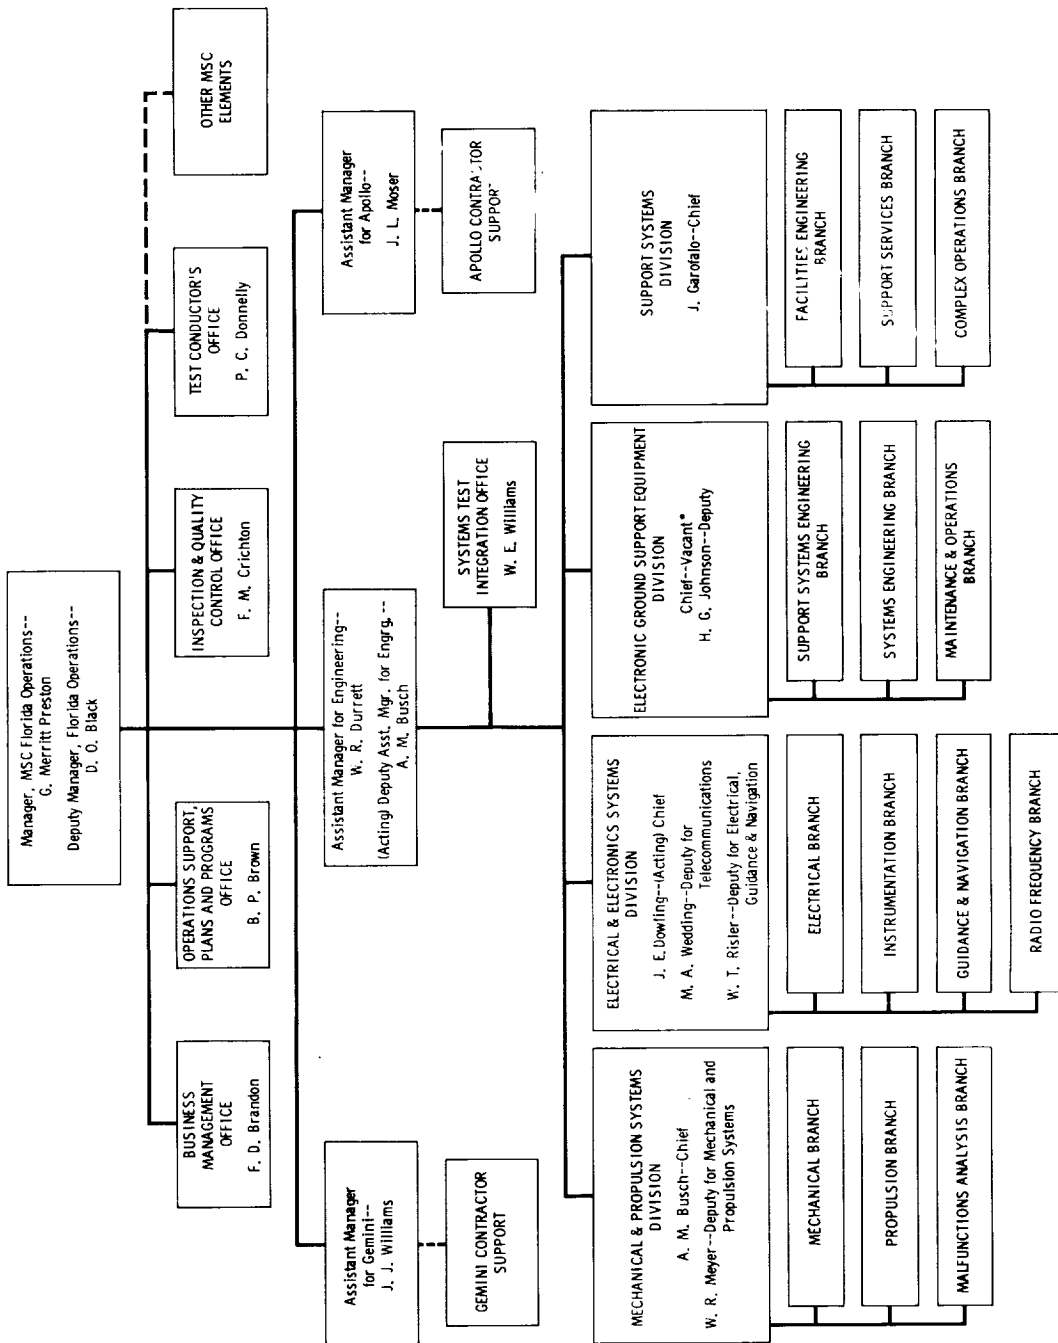 Manager, MSC Florida Operations--
G. Merritt Preston
Deputy Manager, Florida Operations--
D. O. Black
BUSINESS
MANAGEMENT
OFFICE
F. D. Brandon
OPERATIONS SUPPORT,
PLANS AND PROGRAMS
OFFICE
B. P. Brown
INSPECTION & QUALITY
CONTROL OFFICE
F. M. Crichton
TEST CONDUCTOR'S
OFFICE
P. C. Donnelly
OTHER MSC
ELEMENTS
Assistant Manager
for Gemini--
J. J. Williams
GEMINI CONTRACTOR
SUPPORT
Assistant Manager for Engineering--
W. R. Durrett
(Acting) Deputy Asst. Mgr. for Engrg.--
A. M. Busch
Assistant Manager
for Apollo--
J. L. Moser
APOLLO CONTRACTOR
SUPPORT
SYSTEMS TEST
INTEGRATION OFFICE
W. E. Williams
MECHANICAL & PROPULSION SYSTEMS
DIVISION
A. M. Busch--Chief
W. R. Meyer--Deputy for Mechanical and
Propulsion Systems
MECHANICAL BRANCH
PROPULSION BRANCH
MALFUNCTIONS ANALYSIS BRANCH
ELECTRICAL & ELECTRONICS SYSTEMS
DIVISION
J. E. Dowling--(Acting) Chief
M. A. Wedding--Deputy for
Telecommunications
W. T. Risler--Deputy for Electrical,
Guidance & Navigation
ELECTRICAL BRANCH
INSTRUMENTATION BRANCH
GUIDANCE & NAVIGATION BRANCH
RADIO FREQUENCY BRANCH
ELECTRONIC GROUND SUPPORT EQUIPMENT
DIVISION
Chief--Vacant*
H. G. Johnson--Deputy
SUPPORT SYSTEMS ENGINEERING
BRANCH
SYSTEMS ENGINEERING BRANCH
MAINTENANCE & OPERATIONS
BRANCH
SUPPORT SYSTEMS
DIVISION
J. Garofalo--Chief
FACILITIES ENGINEERING
BRANCH
SUPPORT SERVICES BRANCH
COMPLEX OPERATIONS BRANCH